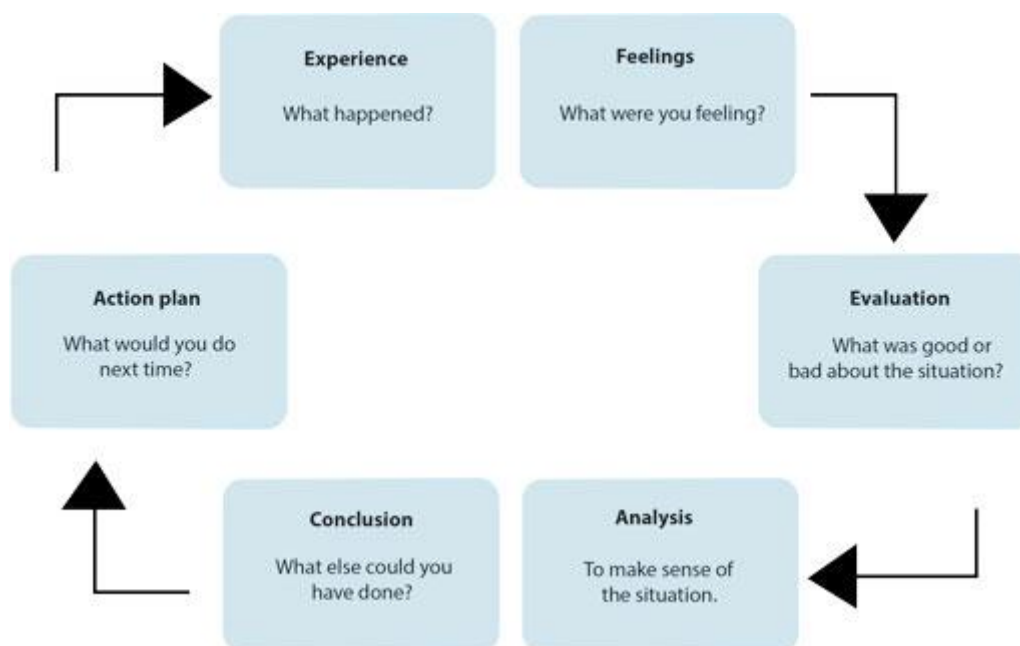 Experience
What happened?
Feelings
What were you feeling?
Evaluation
What was good or
bad about the situation?
Analysis
To make sense of
the situation.
Conclusion
What else could you
have done?
Action plan
What would you do
next time?